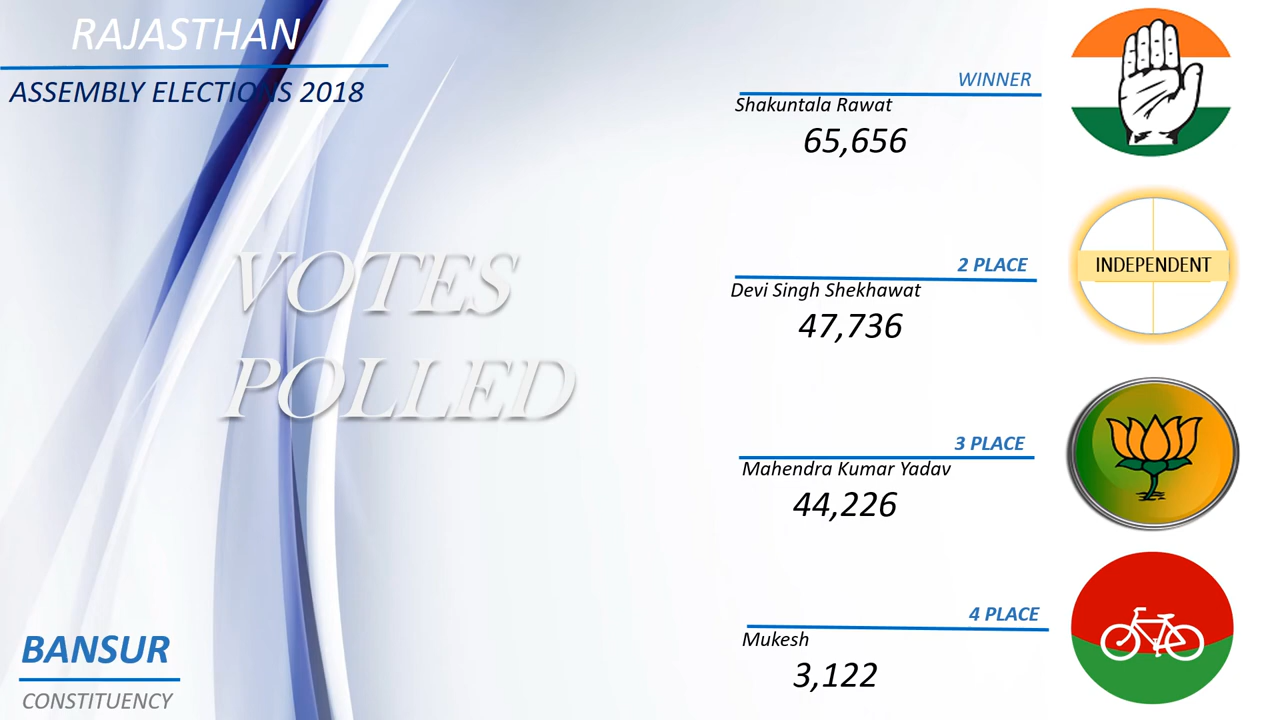 RAJASTHAN
ASSEMBLY ELECTIONS 2018
VOTES
POLLED
BANSUR
CONSTITUENCY
WINNER
Shakuntala Rawat
65,656
2 PLACE
Devi Singh Shekhawat
47,736
INDEPENDENT
3 PLACE
Mahendra Kumar Yadav
44,226
4 PLACE
Mukesh
3,122